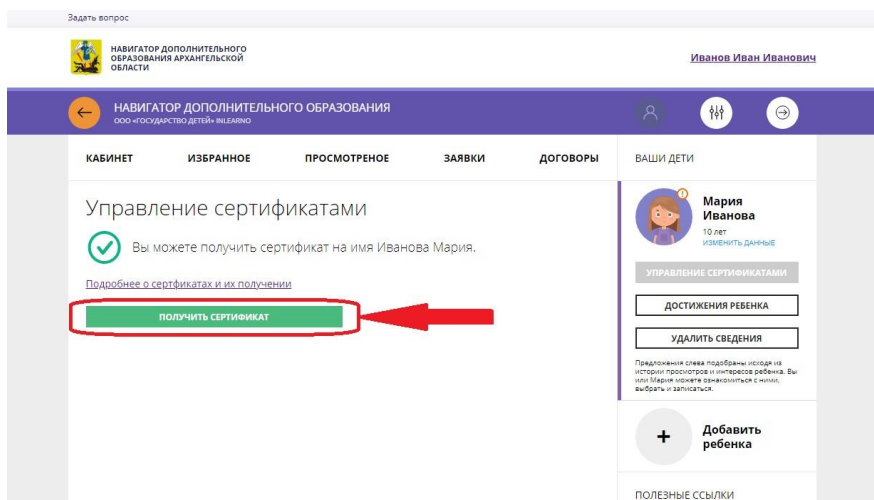 Задать вопрос
НАВИГАТОР ДОПОЛНИТЕЛЬНОГО
ОБРАЗОВАНИЯ АРХАНГЕЛЬСКОЙ
ОБЛАСТИ
Иванов Иван Иванович
НАВИГАТОР ДОПОЛНИТЕЛЬНОГО ОБРАЗОВАНИЯ
ООО «ГОСУДАРСТВО ДЕТЕЙ» INLEARNO
КАБИНЕТ ИЗБРАННОЕ ПРОСМОТРЕНОЕ ЗАЯВКИ ДОГОВОРЫ
Управление сертификатами
Вы можете получить сертификат на имя Иванова Мария.
Подробнее о сертфикатах и их получении
ПОЛУЧИТЬ СЕРТИФИКАТ
ВАШИ ДЕТИ
Мария
Иванова
10 лет
ИЗМЕНИТЬ ДАННЫЕ
УПРАВЛЕНИЕ СЕРТИФИКАТАМИ
ДОСТИЖЕНИЯ РЕБЕНКА
УДАЛИТЬ СВЕДЕНИЯ
Предложения слева подобраны исходя из
истории просмотров и интересов ребенка. Вы
или Мария можете ознакомиться с ними,
выбрать и записаться.
+ Добавить
ребенка
ПОЛЕЗНЫЕ ССЫЛКИ